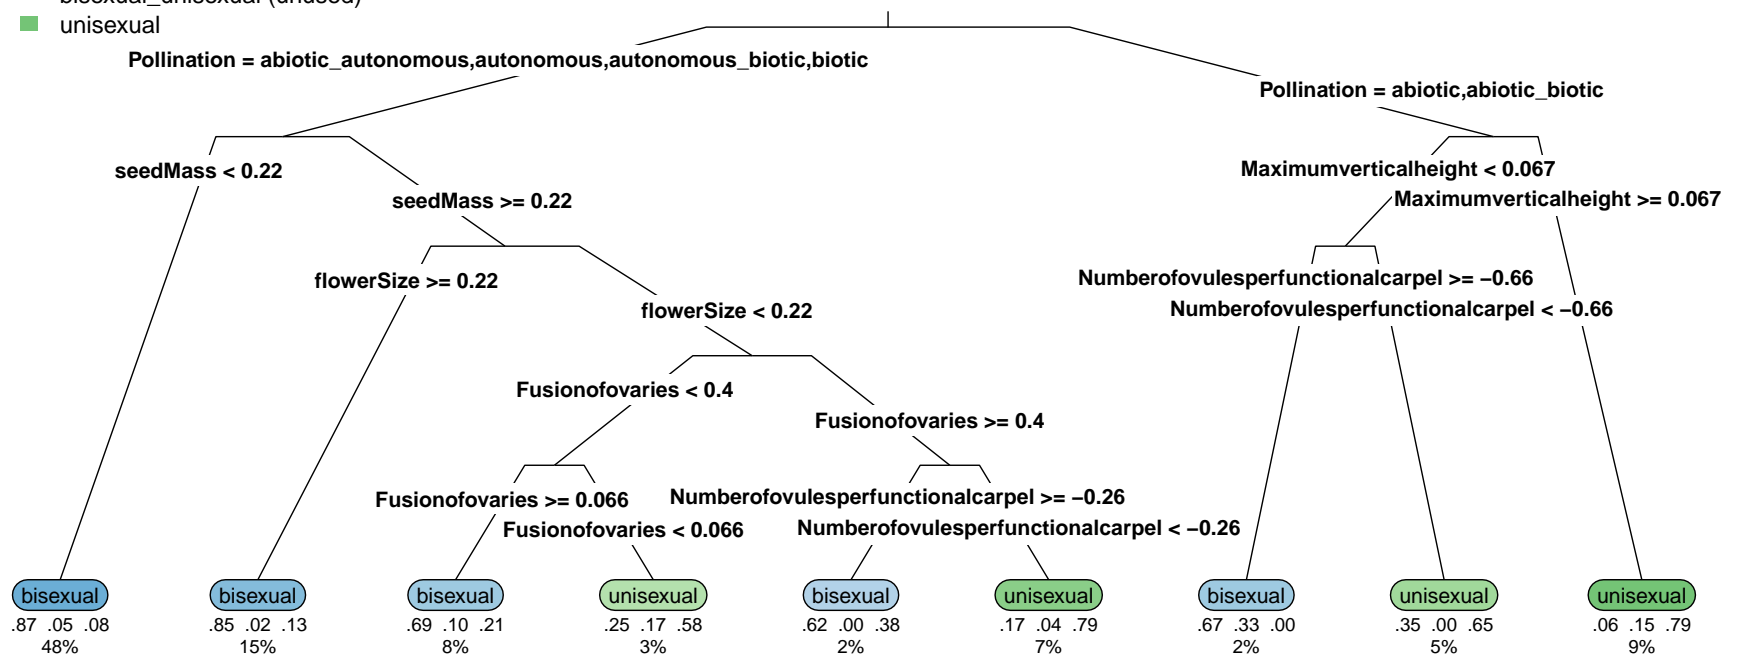 bisexual_unisexual (unused)
unisexual
Pollination = abiotic_autonomous,autonomous,autonomous_biotic,biotic
Pollination = abiotic,abiotic_biotic
seedMass < 0.22
seedMass >= 0.22
Maximumverticalheight < 0.067
Maximumverticalheight >= 0.067
flowerSize >= 0.22
flowerSize < 0.22
Numberofovulesperfunctionalcarpel >= −0.66
Numberofovulesperfunctionalcarpel < −0.66
Fusionofovaries < 0.4
Fusionofovaries >= 0.4
Fusionofovaries >= 0.066
Fusionofovaries < 0.066
Numberofovulesperfunctionalcarpel >= −0.26
Numberofovulesperfunctionalcarpel < −0.26
bisexual bisexual bisexual unisexual bisexual unisexual bisexual unisexual unisexual
.87 .05 .08 .85 .02 .13 .69 .10 .21 .25 .17 .58 .62 .00 .38 .17 .04 .79 .67 .33 .00 .35 .00 .65 .06 .15 .79
48% 15% 8% 3% 2% 7% 2% 5% 9%